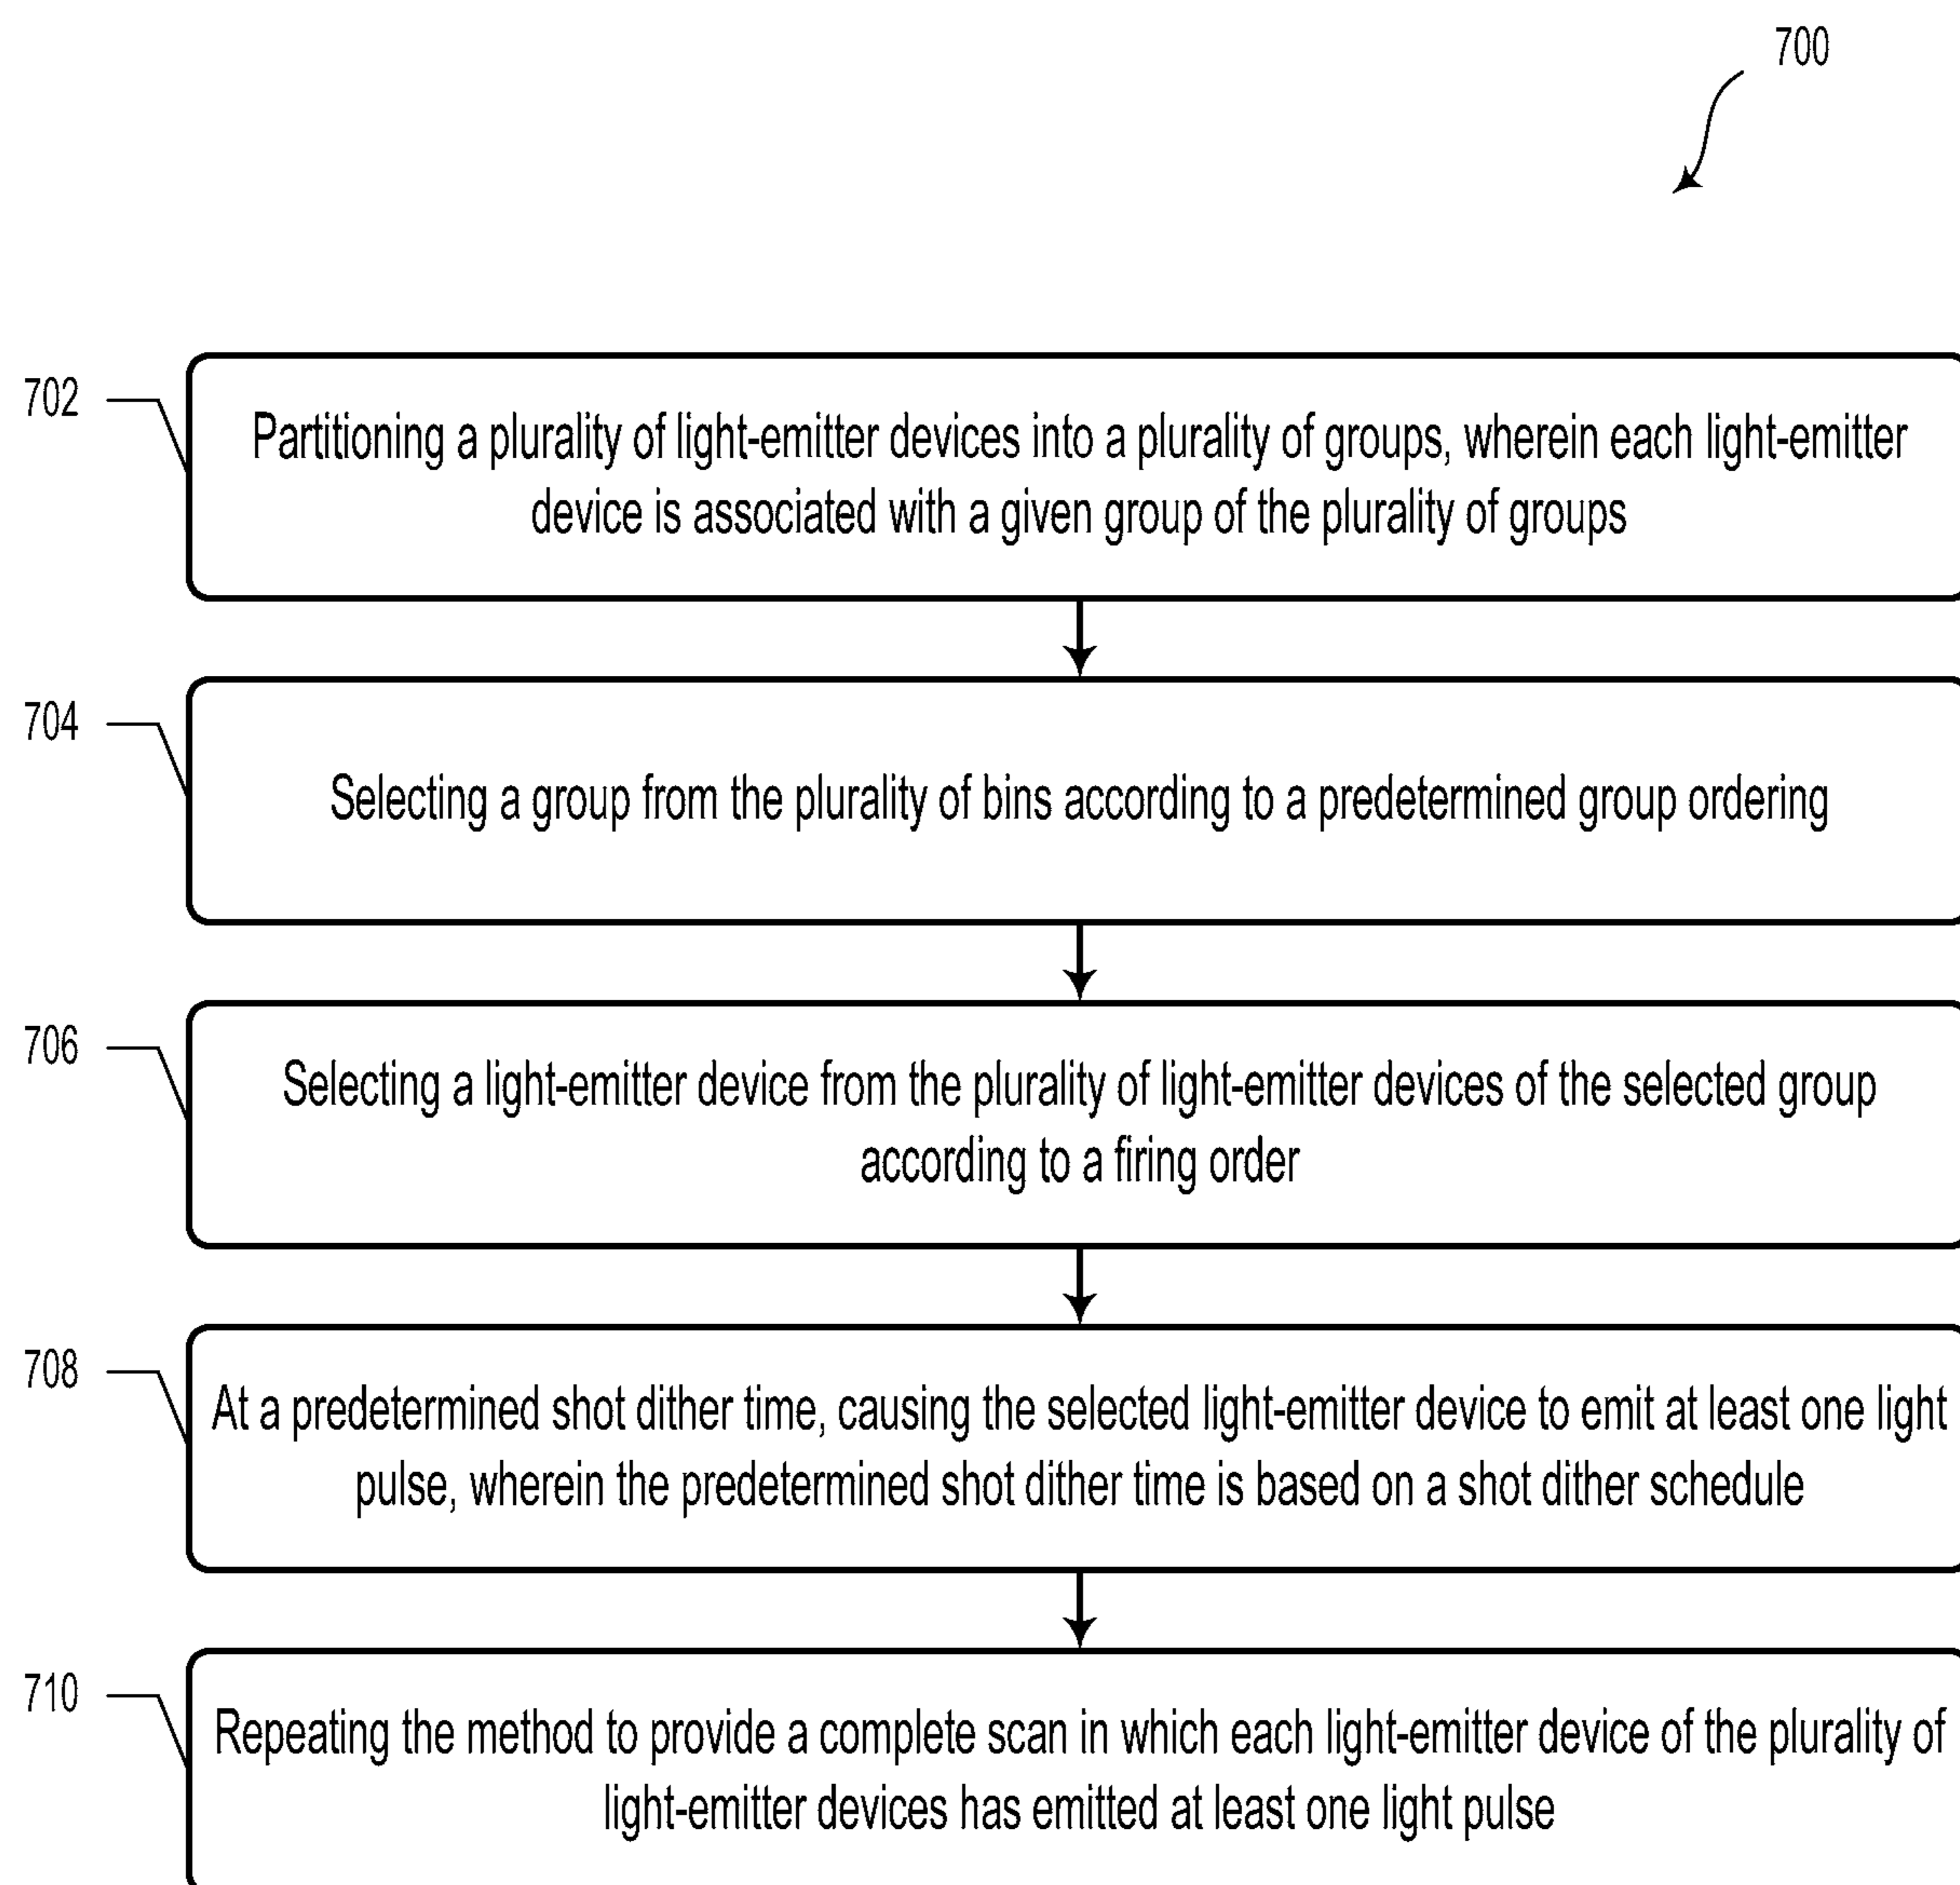 700
702
Partitioning a plurality of light-emitter devices into a plurality of groups, wherein each light-emitter
device is associated with a given group of the plurality of groups
704
Selecting a group from the plurality of bins according to a predetermined group ordering
706
Selecting a light-emitter device from the plurality of light-emitter devices of the selected group
according to a firing order
708
At a predetermined shot dither time, causing the selected light-emitter device to emit at least one light
pulse, wherein the predetermined shot dither time is based on a shot dither schedule
710
Repeating the method to provide a complete scan in which each light-emitter device of the plurality of
light-emitter devices has emitted at least one light pulse